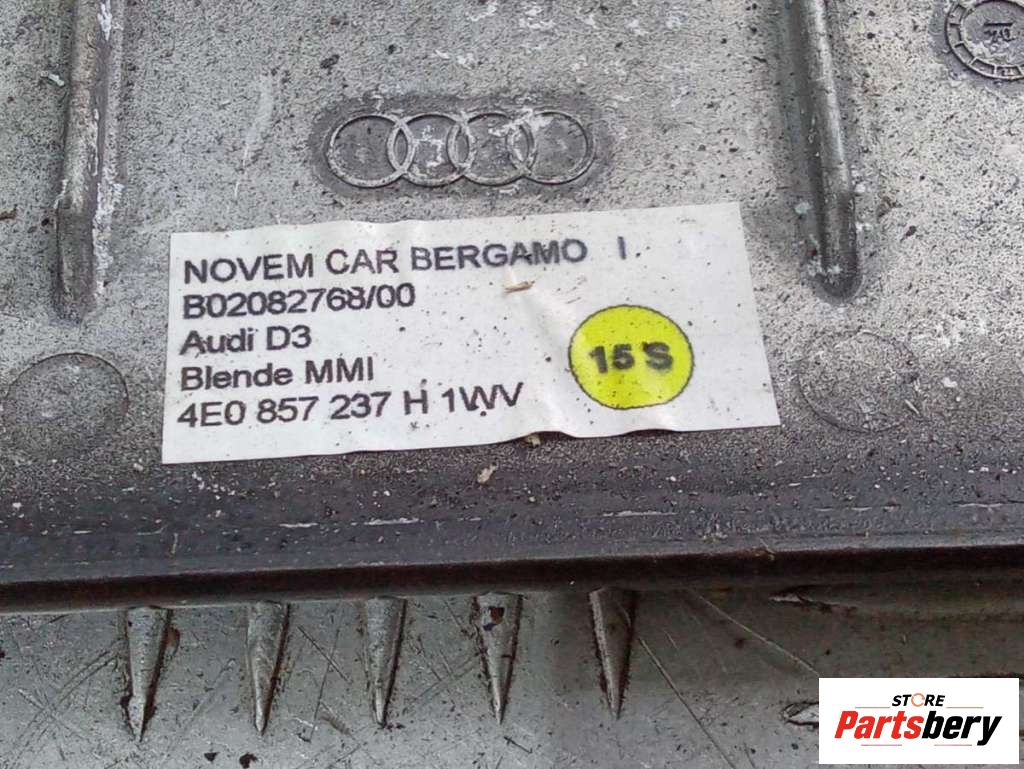 NOVEM CAR BERGAMO I
B02082768/00
Audi D3
Blende MMI
4E0 857 237 H 1WV
15 S
STORE
Partsbery